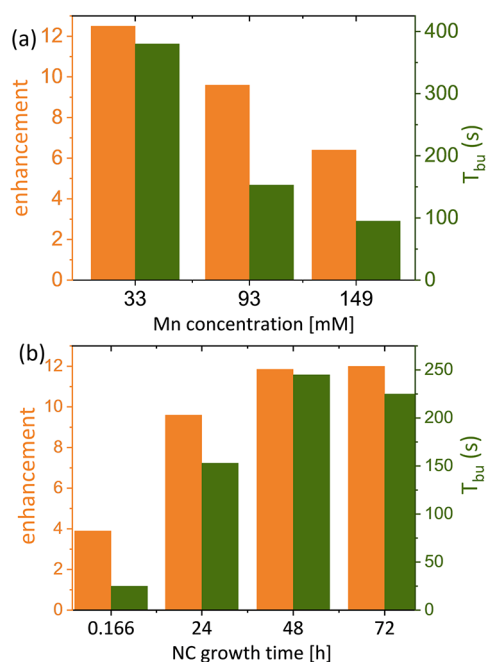 (a)
enhancement
12
10
8
6
4
2
0
400
300
200
100
0
T_bu (s)
33 93 149
Mn concentration [mM]
(b)
enhancement
12
10
8
6
4
2
0
250
200
150
100
50
0
T_bu (s)
0.166 24 48 72
NC growth time [h]